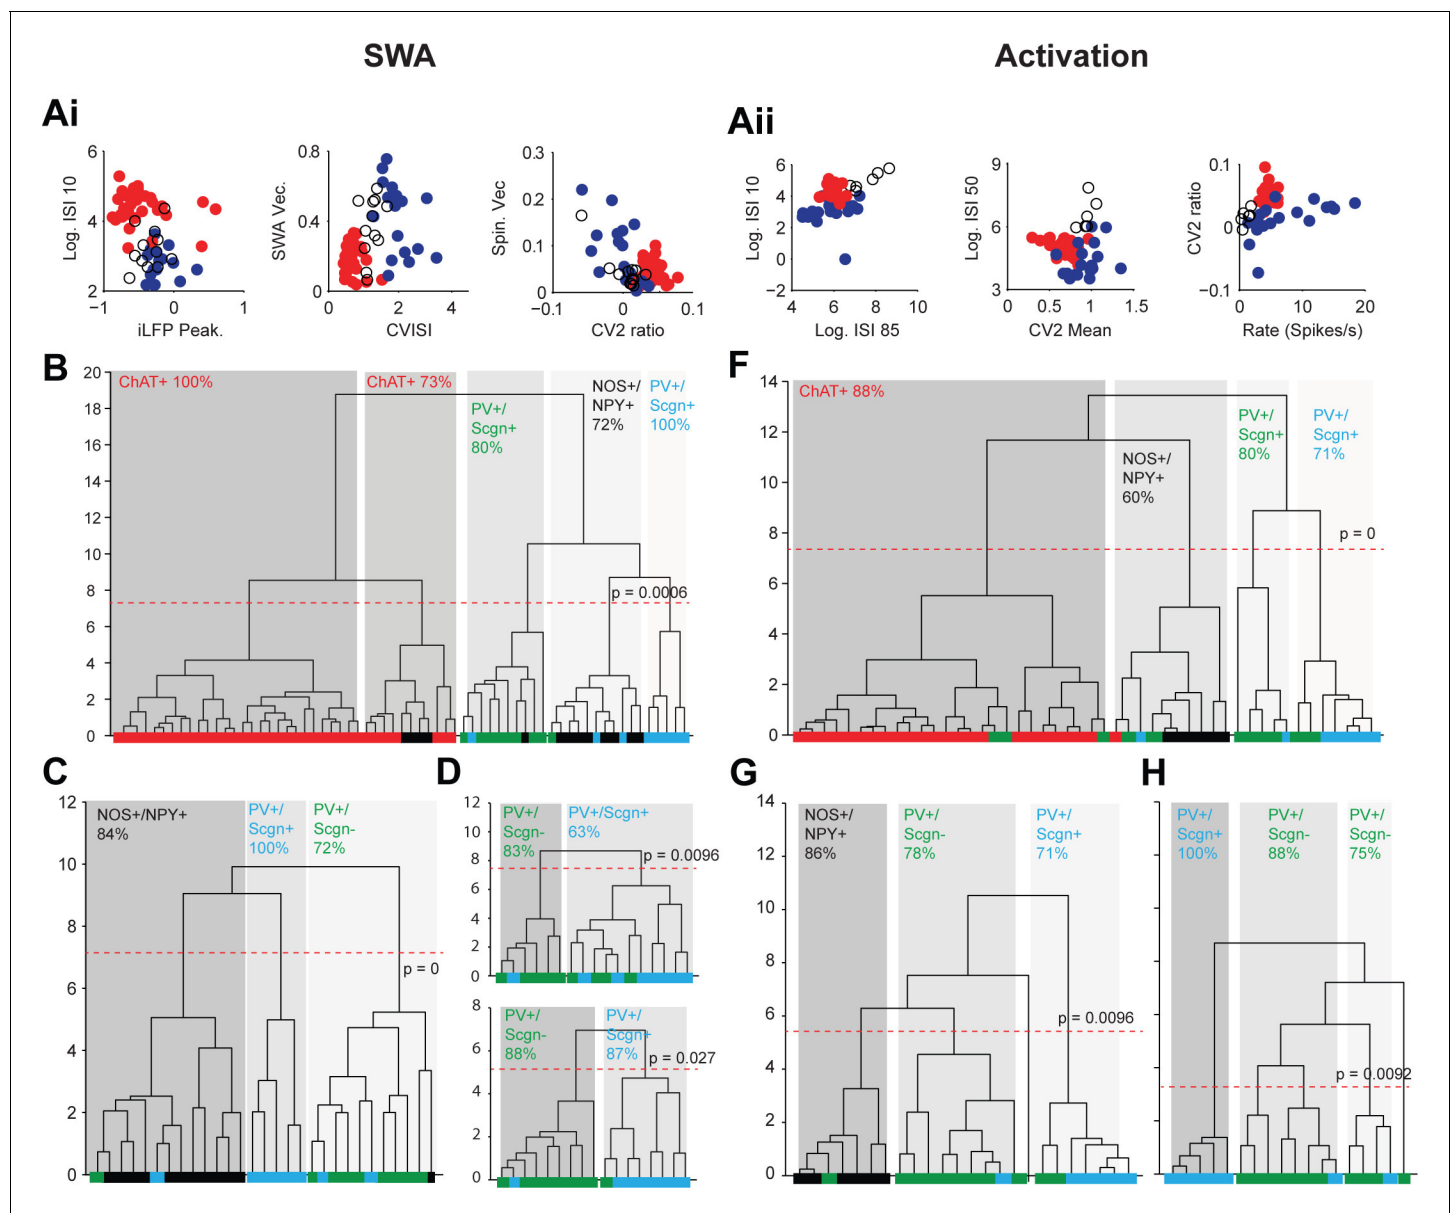 SWA
Activation
Ai
6
4
2
−1
0
1
Log. ISI 10
iLFP Peak.
0.8
0.4
0
0
2
4
SWA Vec.
CVISI
0.3
0.2
0.1
0
−0.1
0
0.1
Spin. Vec
CV2 ratio
Aii
6
4
2
0
−2
4
6
8
10
Log. ISI 10
Log. ISI 85
9
6
3
0
0.5
1
1.5
Log. ISI 50
CV2 Mean
0.1
0
−0.1
0
10
20
CV2 ratio
Rate (Spikes/s)
B
20
18
16
14
12
10
8
6
4
2
0
ChAT+ 100%
ChAT+ 73%
PV+/
Scgn+
80%
NOS+/
NPY+
72%
PV+/
Scgn+
100%
p = 0.0006
F
14
12
10
8
6
4
2
0
ChAT+ 88%
NOS+/
NPY+
60%
PV+/
Scgn+
80%
PV+/
Scgn+
71%
p = 0
C
12
10
8
6
4
2
0
NOS+/NPY+
84%
PV+/
Scgn+
100%
PV+/
Scgn-
72%
p = 0
D
12
10
8
6
4
2
0
PV+/
Scgn-
83%
PV+/Scgn+
63%
p = 0.0096
8
6
4
2
0
PV+/
Scgn-
88%
PV+/
Scgn+
87%
p = 0.027
G
14
12
10
8
6
4
2
0
NOS+/
NPY+
86%
PV+/
Scgn-
78%
PV+/
Scgn+
71%
p = 0.0096
H
PV+/
Scgn+
100%
PV+/
Scgn-
88%
PV+/
Scgn-
75%
p = 0.0092